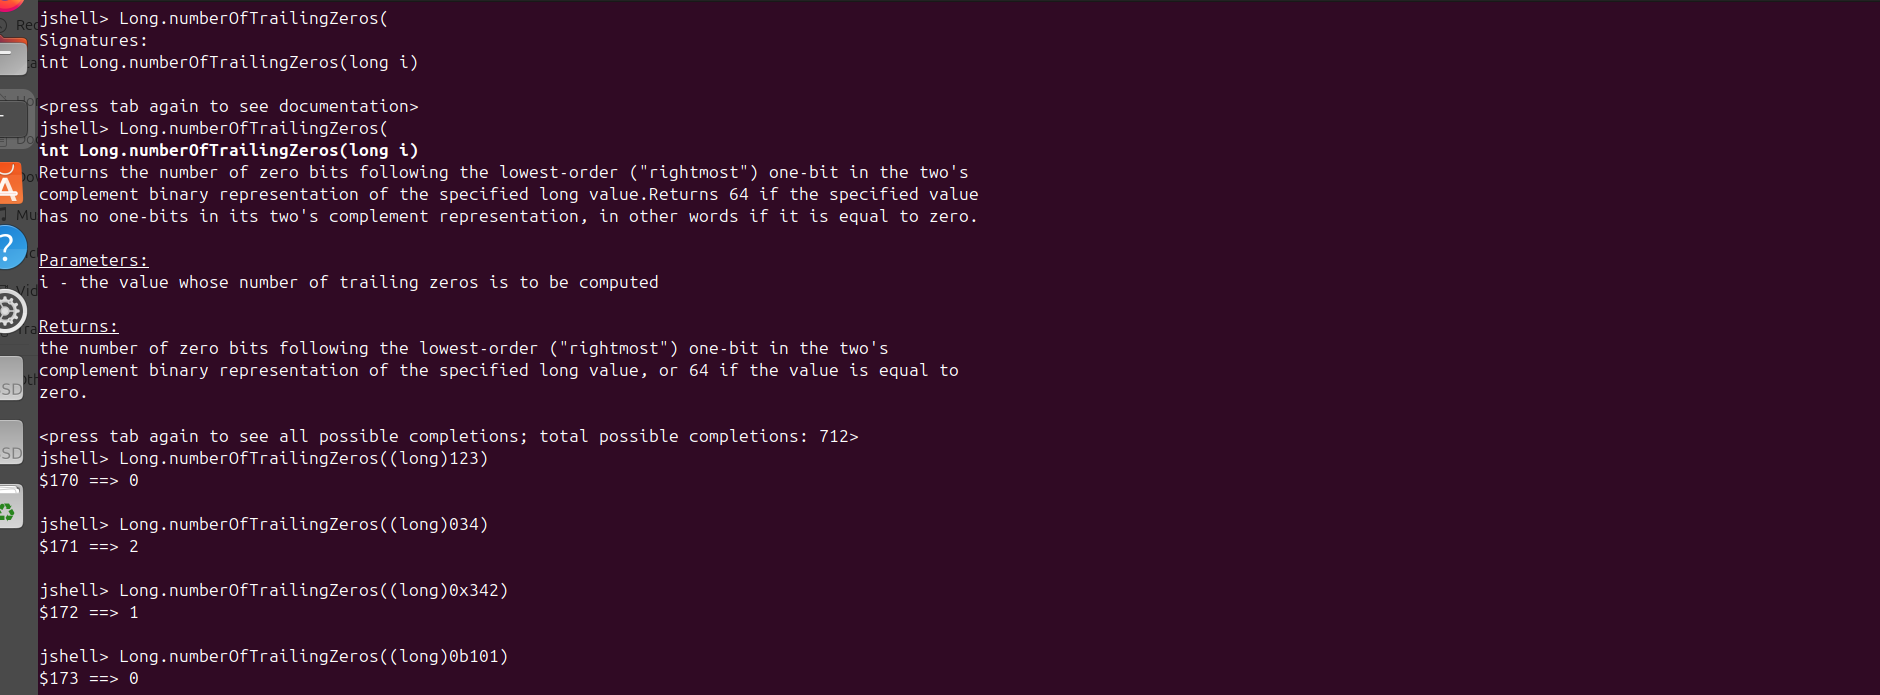 jshell> Long.numberOfTrailingZeros(
Signatures:
int Long.numberOfTrailingZeros(long i)
<press tab again to see documentation>
jshell> Long.numberOfTrailingZeros(
int Long.numberOfTrailingZeros(long i)
Returns the number of zero bits following the lowest-order ("rightmost") one-bit in the two's
complement binary representation of the specified long value.Returns 64 if the specified value
has no one-bits in its two's complement representation, in other words if it is equal to zero.
Parameters:
i - the value whose number of trailing zeros is to be computed
Returns:
the number of zero bits following the lowest-order ("rightmost") one-bit in the two's
complement binary representation of the specified long value, or 64 if the value is equal to
zero.
<press tab again to see all possible completions; total possible completions: 712>
jshell> Long.numberOfTrailingZeros((long)123)
$170 ==> 0
jshell> Long.numberOfTrailingZeros((long)034)
$171 ==> 2
jshell> Long.numberOfTrailingZeros((long)0x342)
$172 ==> 1
jshell> Long.numberOfTrailingZeros((long)0b101)
$173 ==> 0